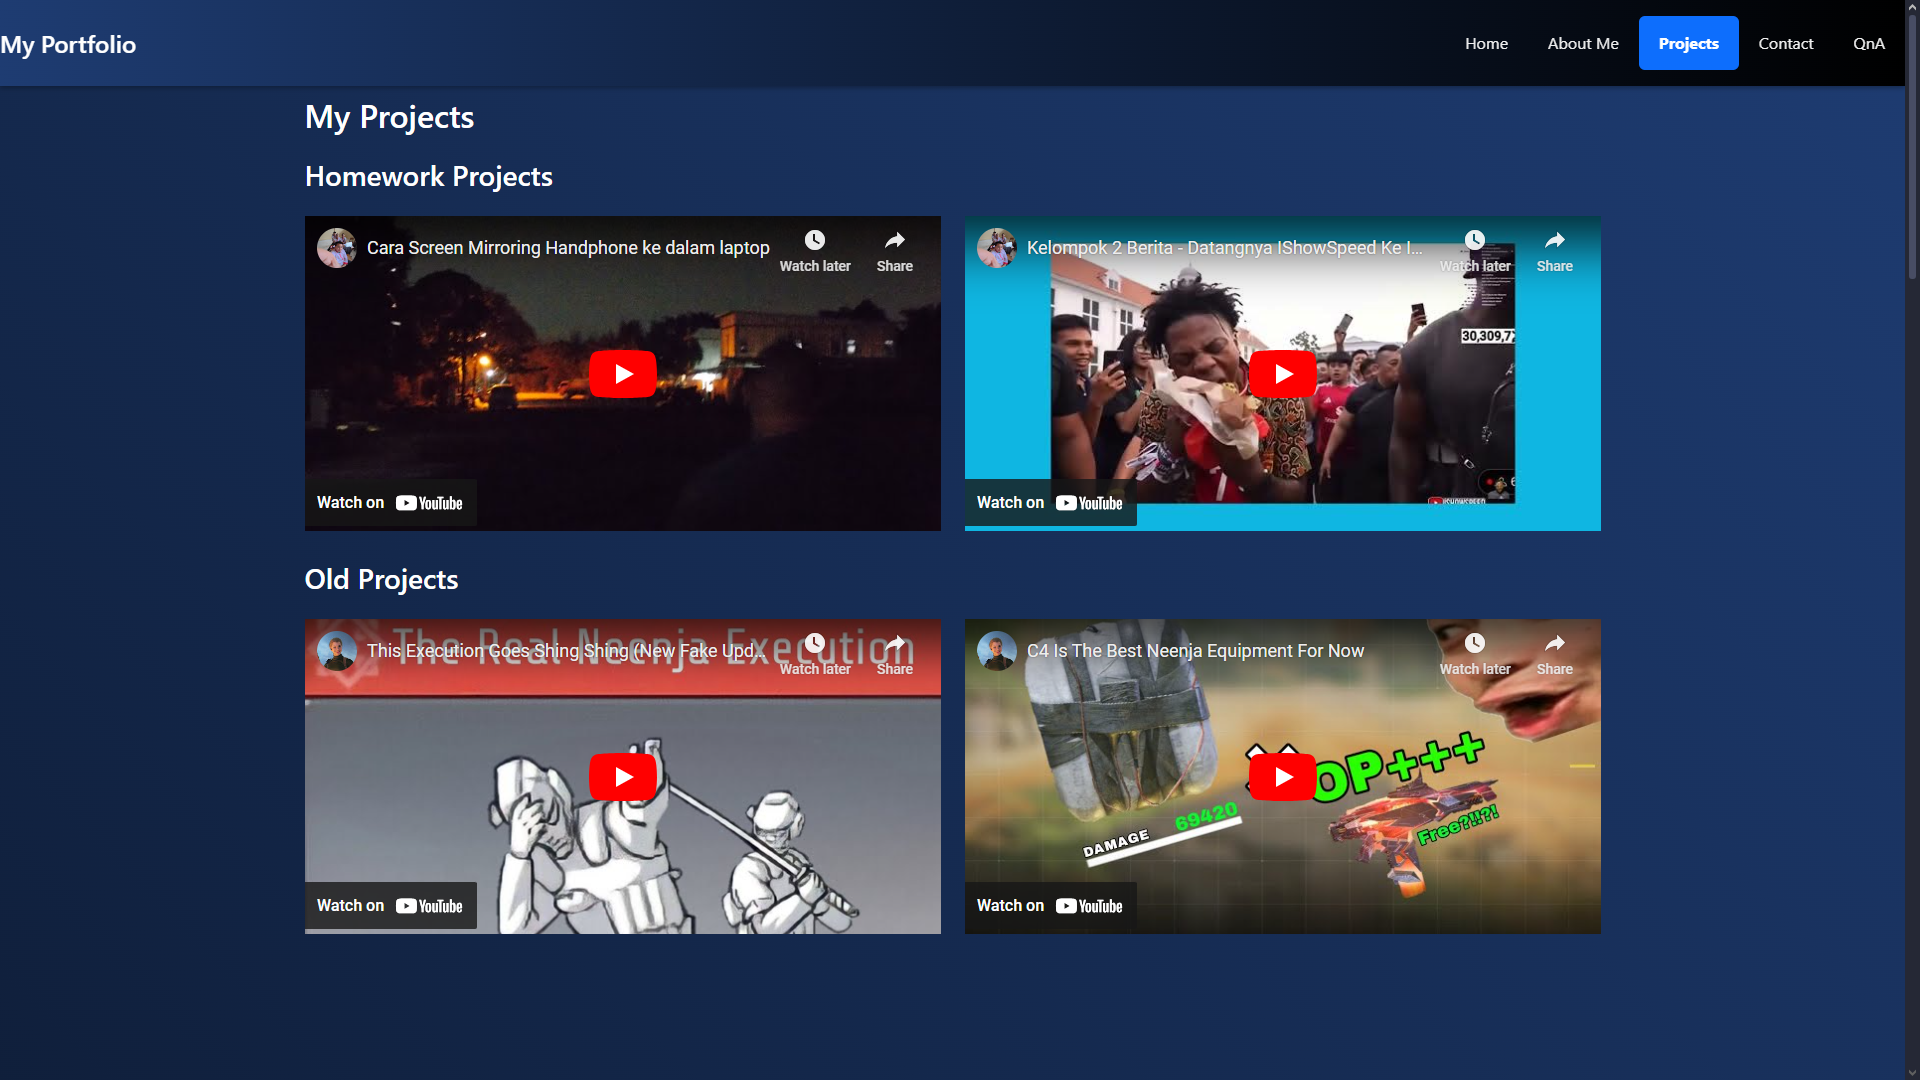 My Portfolio
Home
About Me
Projects
Contact
QnA
My Projects
Homework Projects
Cara Screen Mirroring Handphone ke dalam laptop
Watch later
Share
Watch on YouTube
Kelompok 2 Berita - Datangnya IShowSpeed Ke I...
Watch later
Share
30,309,7
Watch on YouTube
Old Projects
The Real Neenja Execution
This Execution Goes Shing Shing (New Fake Upd...
Watch later
Share
Watch on YouTube
C4 Is The Best Neenja Equipment For Now
Watch later
Share
OP+++
Free?!!?!
69420
DAMAGE
Watch on YouTube